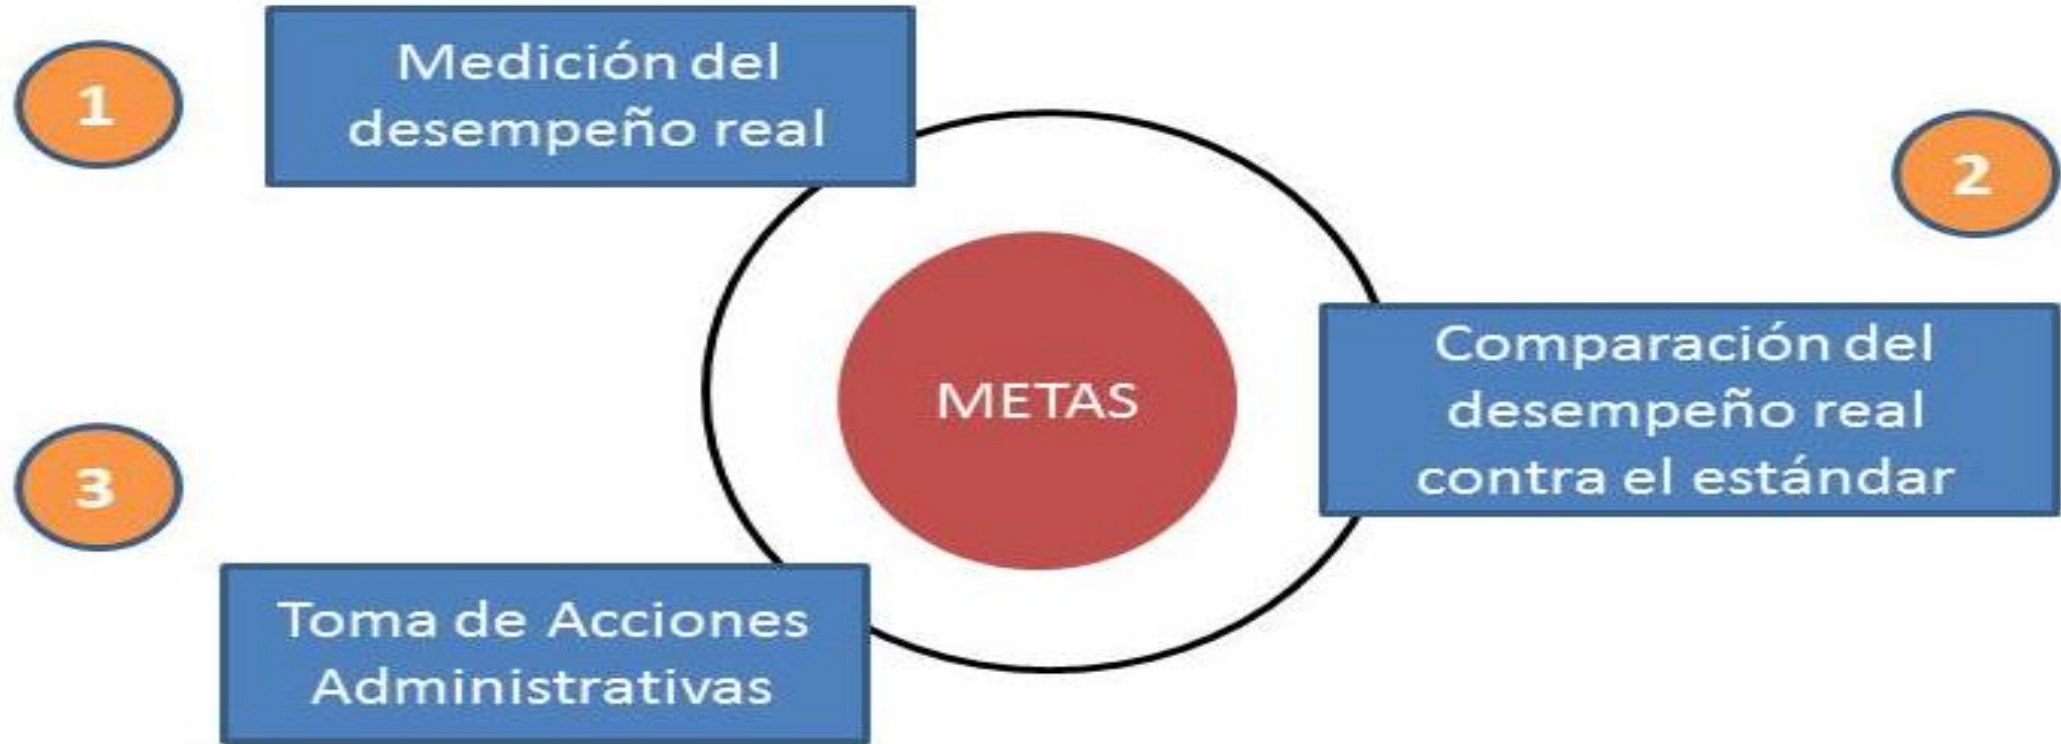 1
Medición del
desempeño real
2
METAS
Comparación del
desempeño real
contra el estándar
3
Toma de Acciones
Administrativas